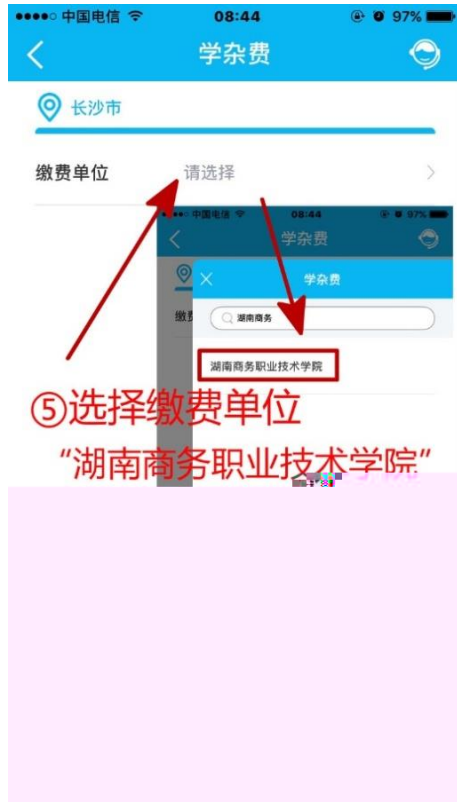 中国电信 08:44 97%
学杂费
长沙市
缴费单位 请选择
中国电信 08:44 97%
学杂费
学杂费
缴费
湖南商务
湖南商务职业技术学院
⑤选择缴费单位
“湖南商务职业技术学院”